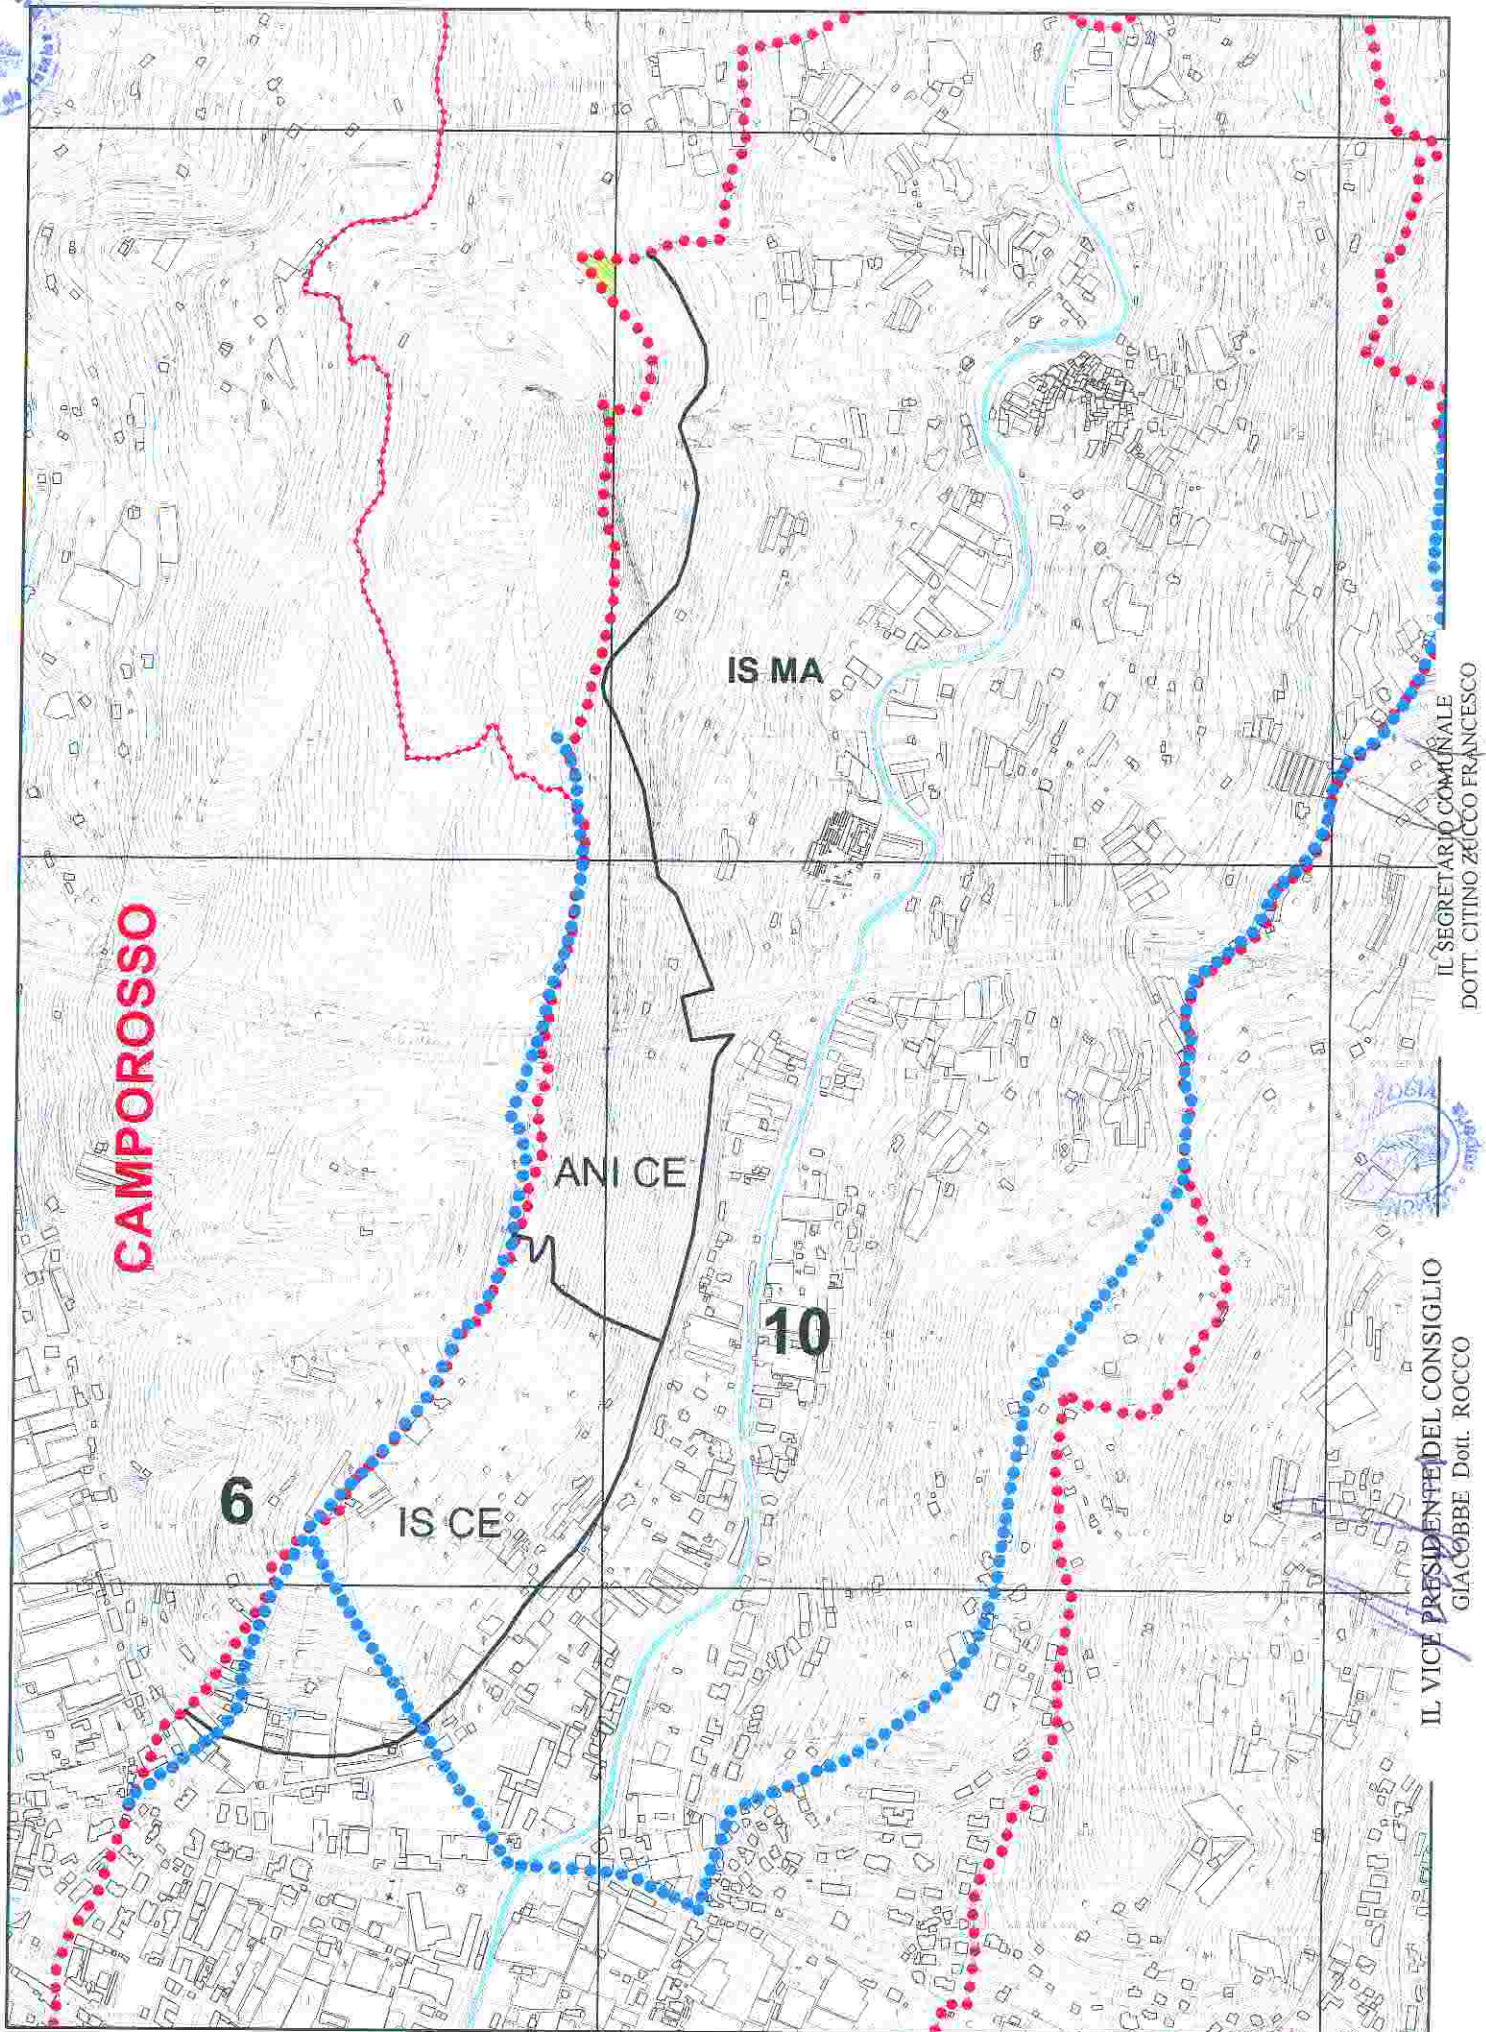 IS MA
CAMPOROSSO
ANI CE
10
6
IS CE
IL SEGRETARIO COMUNALE
DOTT. CITINO ZUCCO FRANCESCO
IL VICE PRESIDENTE DEL CONSIGLIO
GIACOBBE Dott. ROCCO